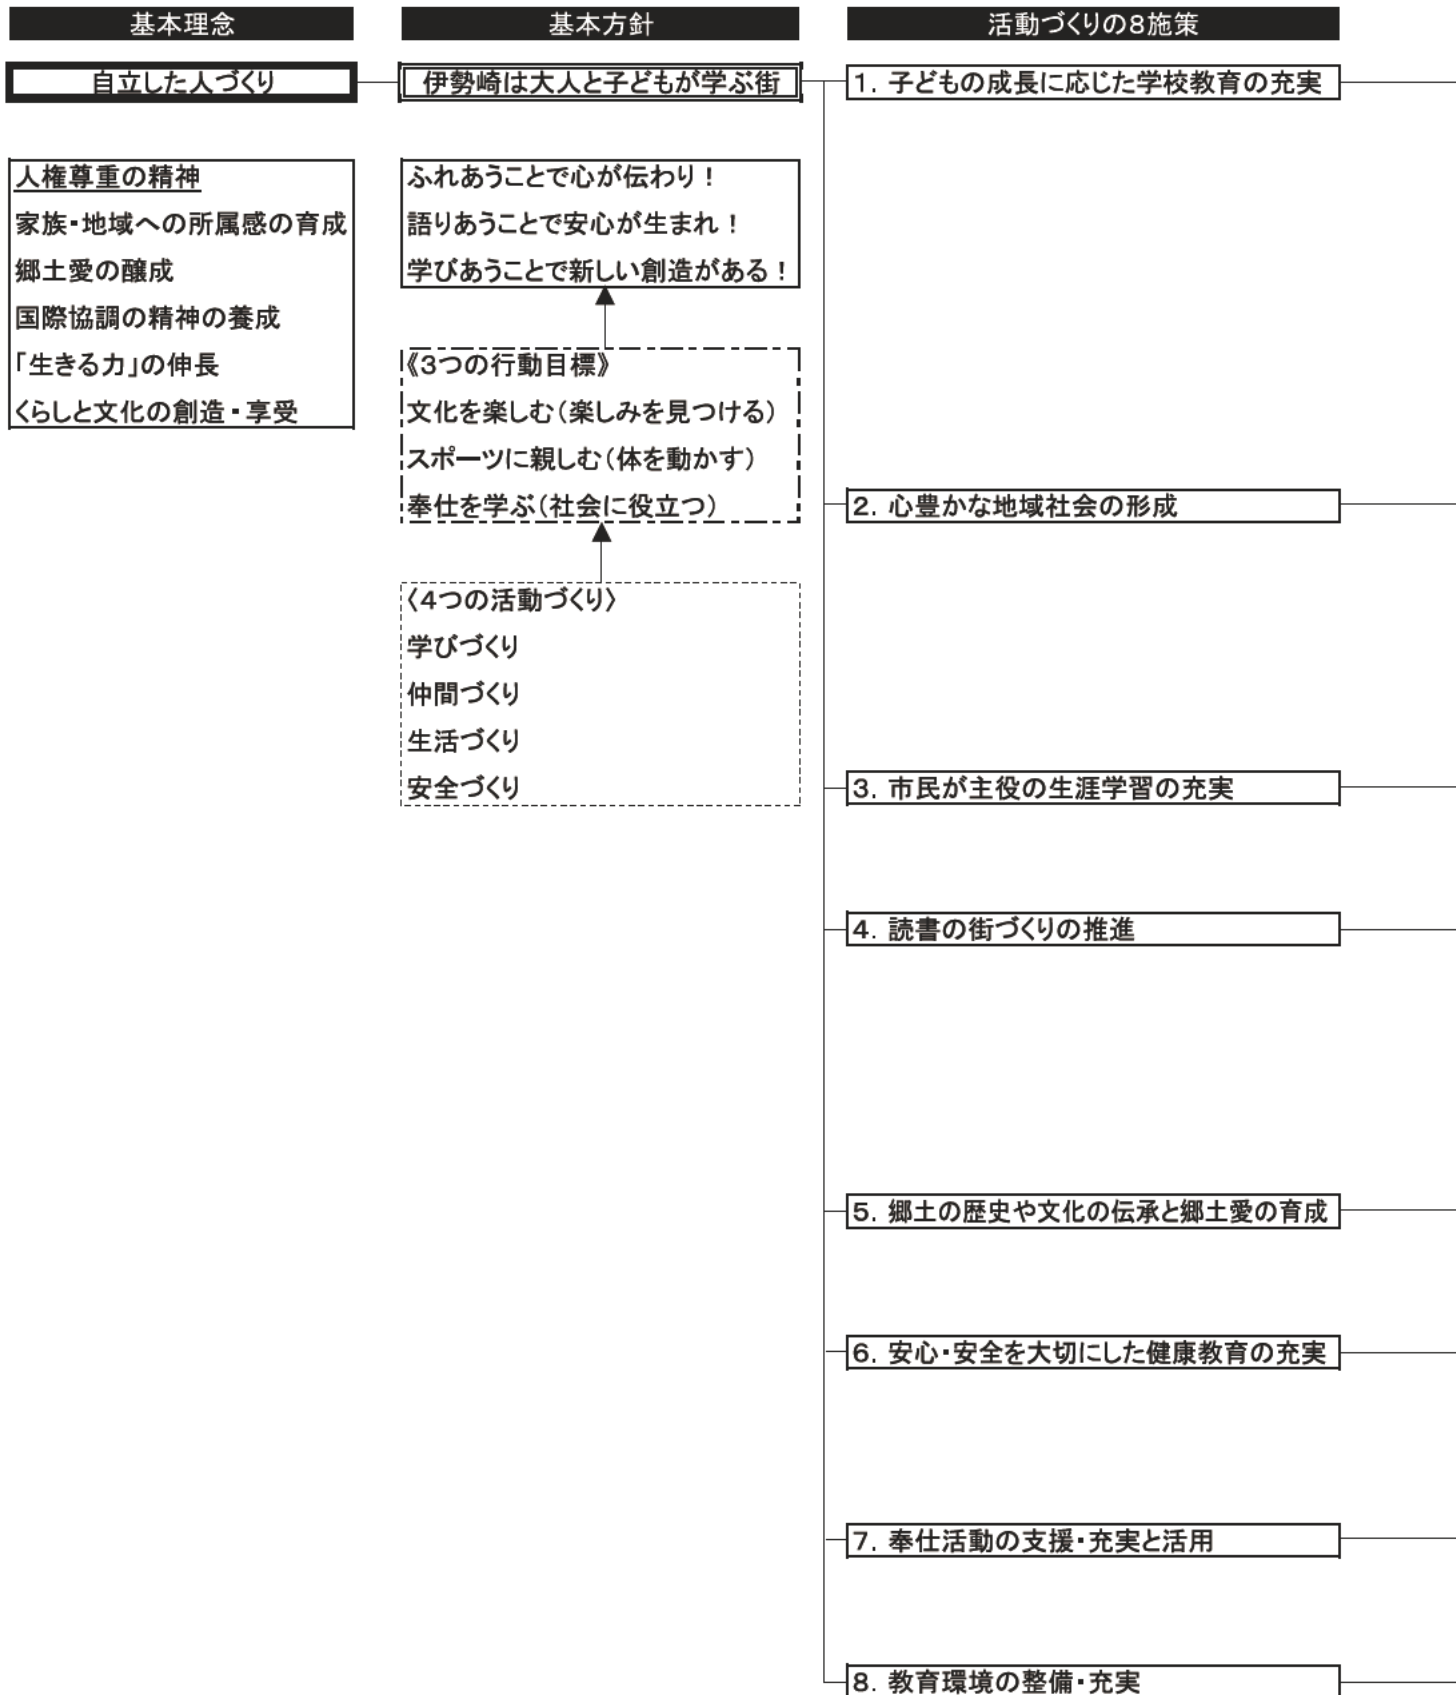 基本理念
自立した人づくり
人権尊重の精神
家族・地域への所属感の育成
郷土愛の醸成
国際協調の精神の養成
「生きる力」の伸長
くらしと文化の創造・享受
基本方針
伊勢崎は大人と子どもが学ぶ街
ふれあうことで心が伝わり！
語りあうことで安心が生まれ！
学びあうことで新しい創造がある！
《3つの行動目標》
文化を楽しむ（楽しみを見つける）
スポーツに親しむ（体を動かす）
奉仕を学ぶ（社会に役立つ）
〈4つの活動づくり〉
学びづくり
仲間づくり
生活づくり
安全づくり
活動づくりの8施策
1．子どもの成長に応じた学校教育の充実
2．心豊かな地域社会の形成
3．市民が主役の生涯学習の充実
4．読書の街づくりの推進
5．郷土の歴史や文化の伝承と郷土愛の育成
6．安心・安全を大切にした健康教育の充実
7．奉仕活動の支援・充実と活用
8．教育環境の整備・充実